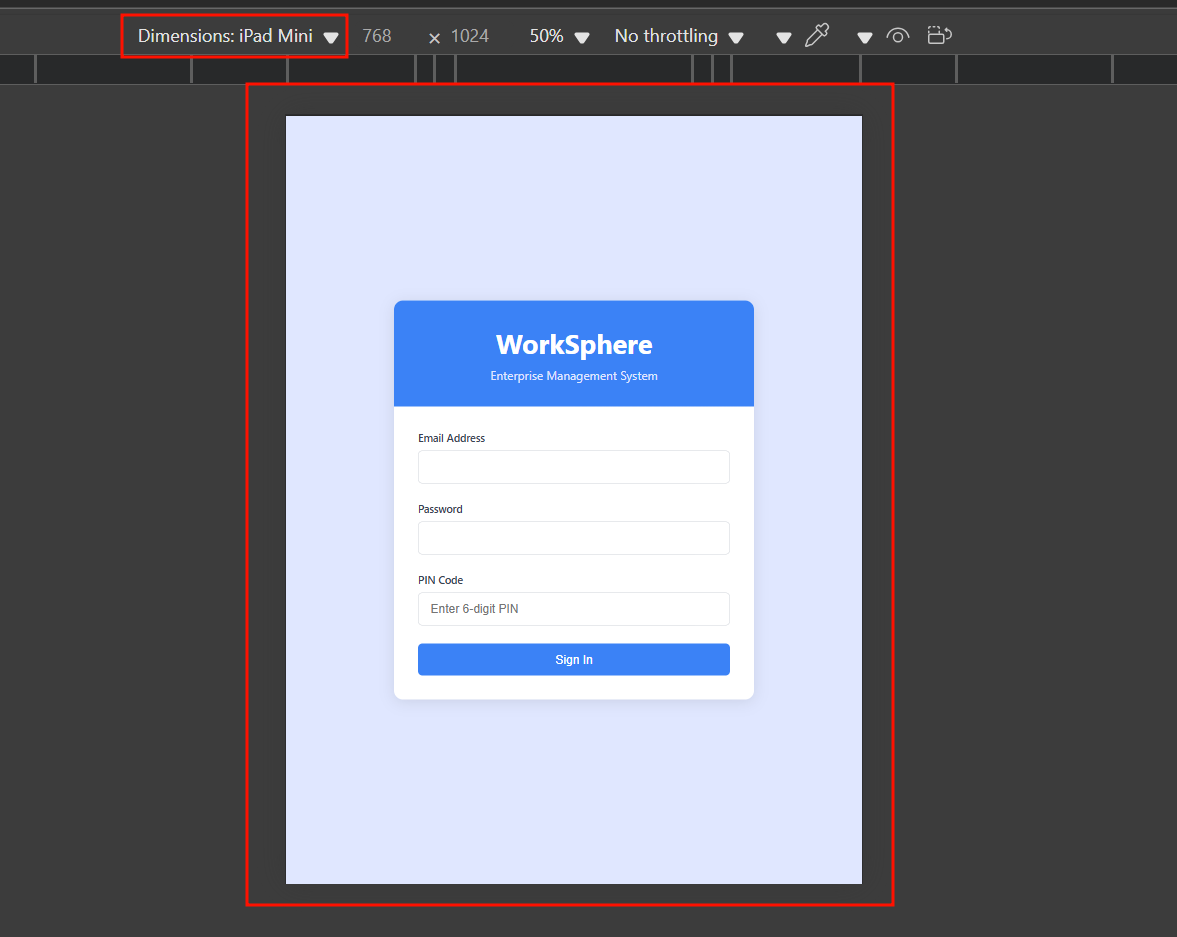 Dimensions: iPad Mini 768 × 1024 50% No throttling
WorkSphere
Enterprise Management System
Email Address
Password
PIN Code
Enter 6-digit PIN
Sign In